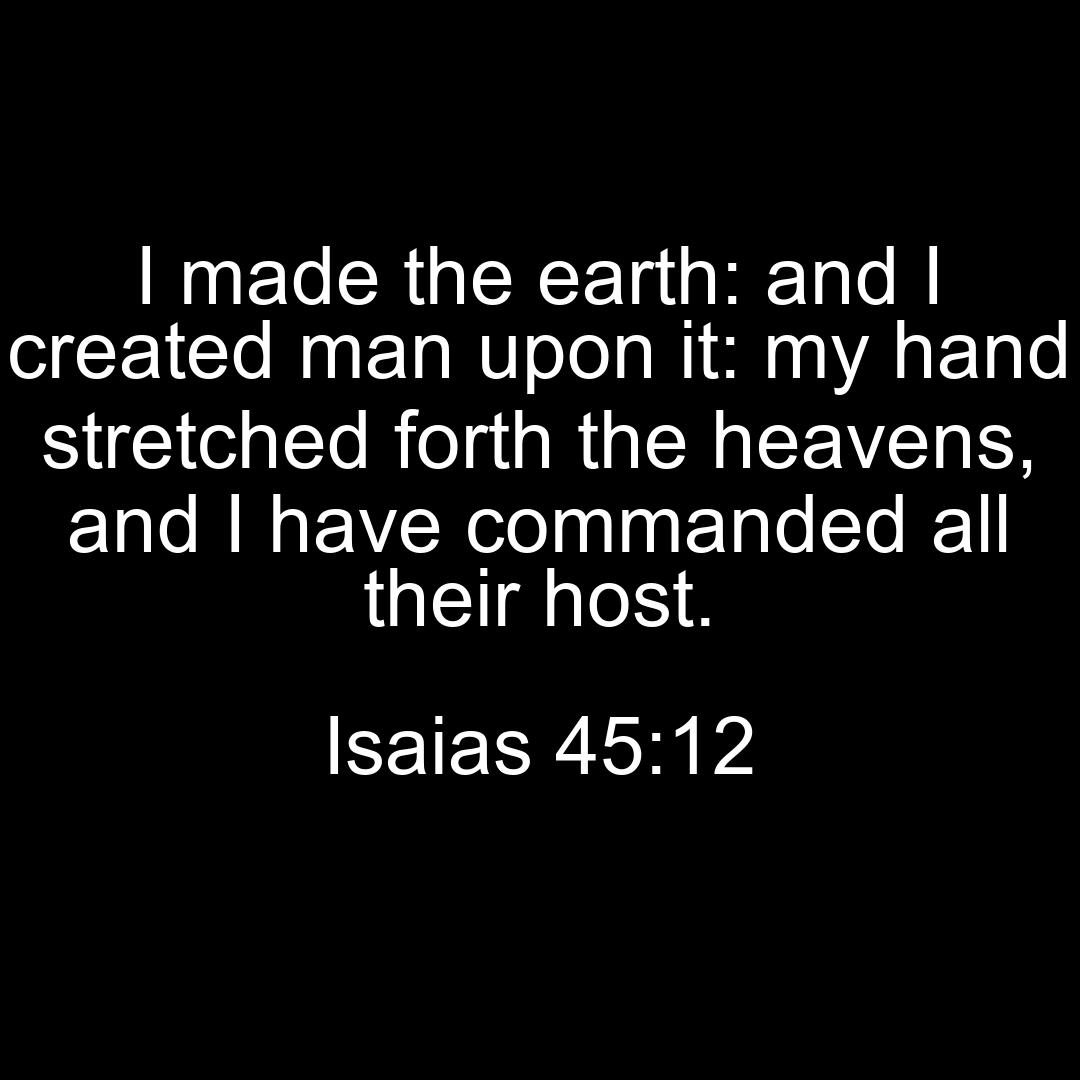 I made the earth: and I
created man upon it: my hand
stretched forth the heavens,
and I have commanded all
their host.
Isaias 45:12